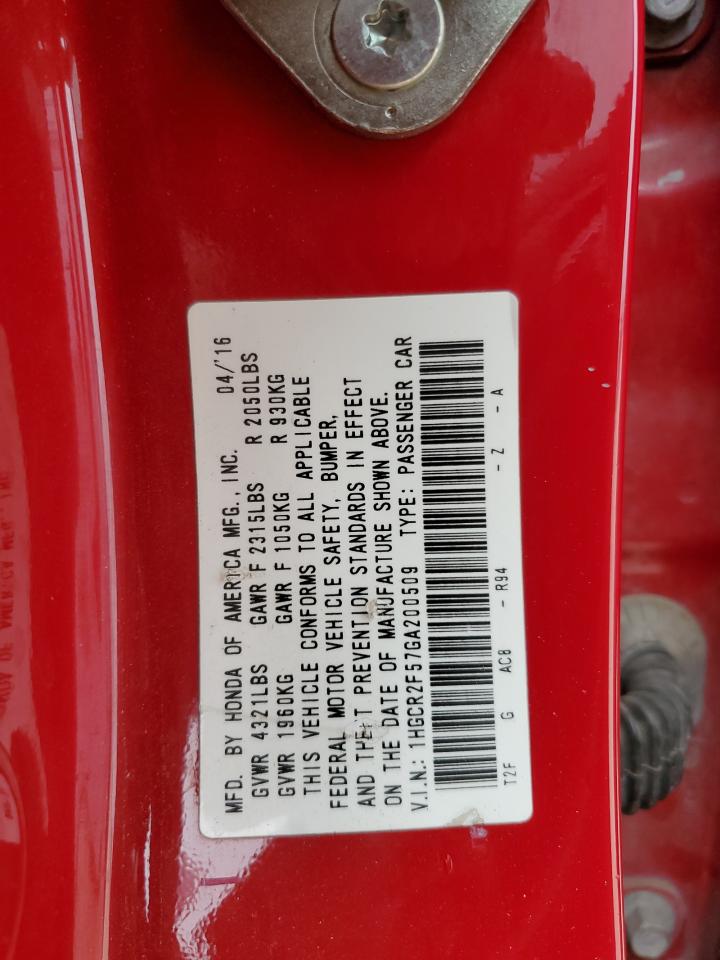 MFD. BY HONDA OF AMERICA MFG., INC. 04/'16
GVWR 4321LBS GAWR F 2315LBS R 2050LBS
GVWR 1960KG GAWR F 1050KG R 930KG
THIS VEHICLE CONFORMS TO ALL APPLICABLE
FEDERAL MOTOR VEHICLE SAFETY, BUMPER,
AND THEFT PREVENTION STANDARDS IN EFFECT
ON THE DATE OF MANUFACTURE SHOWN ABOVE.
V.I.N.: 1HGCR2F57GA200509 TYPE: PASSENGER CAR
T2F G AC8 - R94 - Z - A